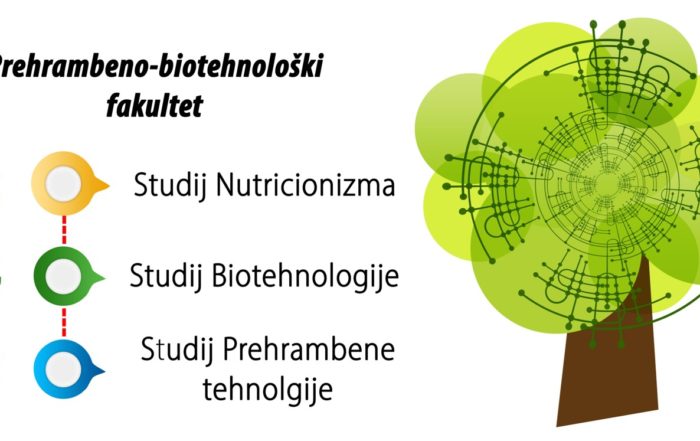 Prehrambeno-biotehnološki
fakultet
Studij Nutricionizma
Studij Biotehnologije
Studij Prehrambene
tehnolgije